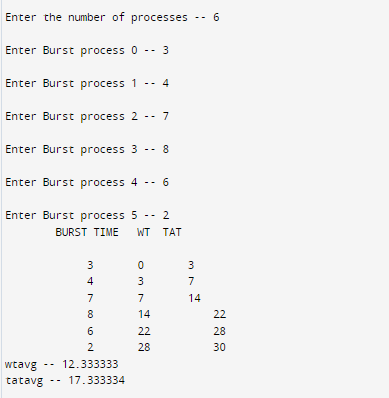 Enter the number of processes -- 6
Enter Burst process 0 -- 3
Enter Burst process 1 -- 4
Enter Burst process 2 -- 7
Enter Burst process 3 -- 8
Enter Burst process 4 -- 6
Enter Burst process 5 -- 2
BURST TIME WT TAT
3 0 3
4 3 7
7 7 14
8 14 22
6 22 28
2 28 30
wtavg -- 12.333333
tatavg -- 17.333334